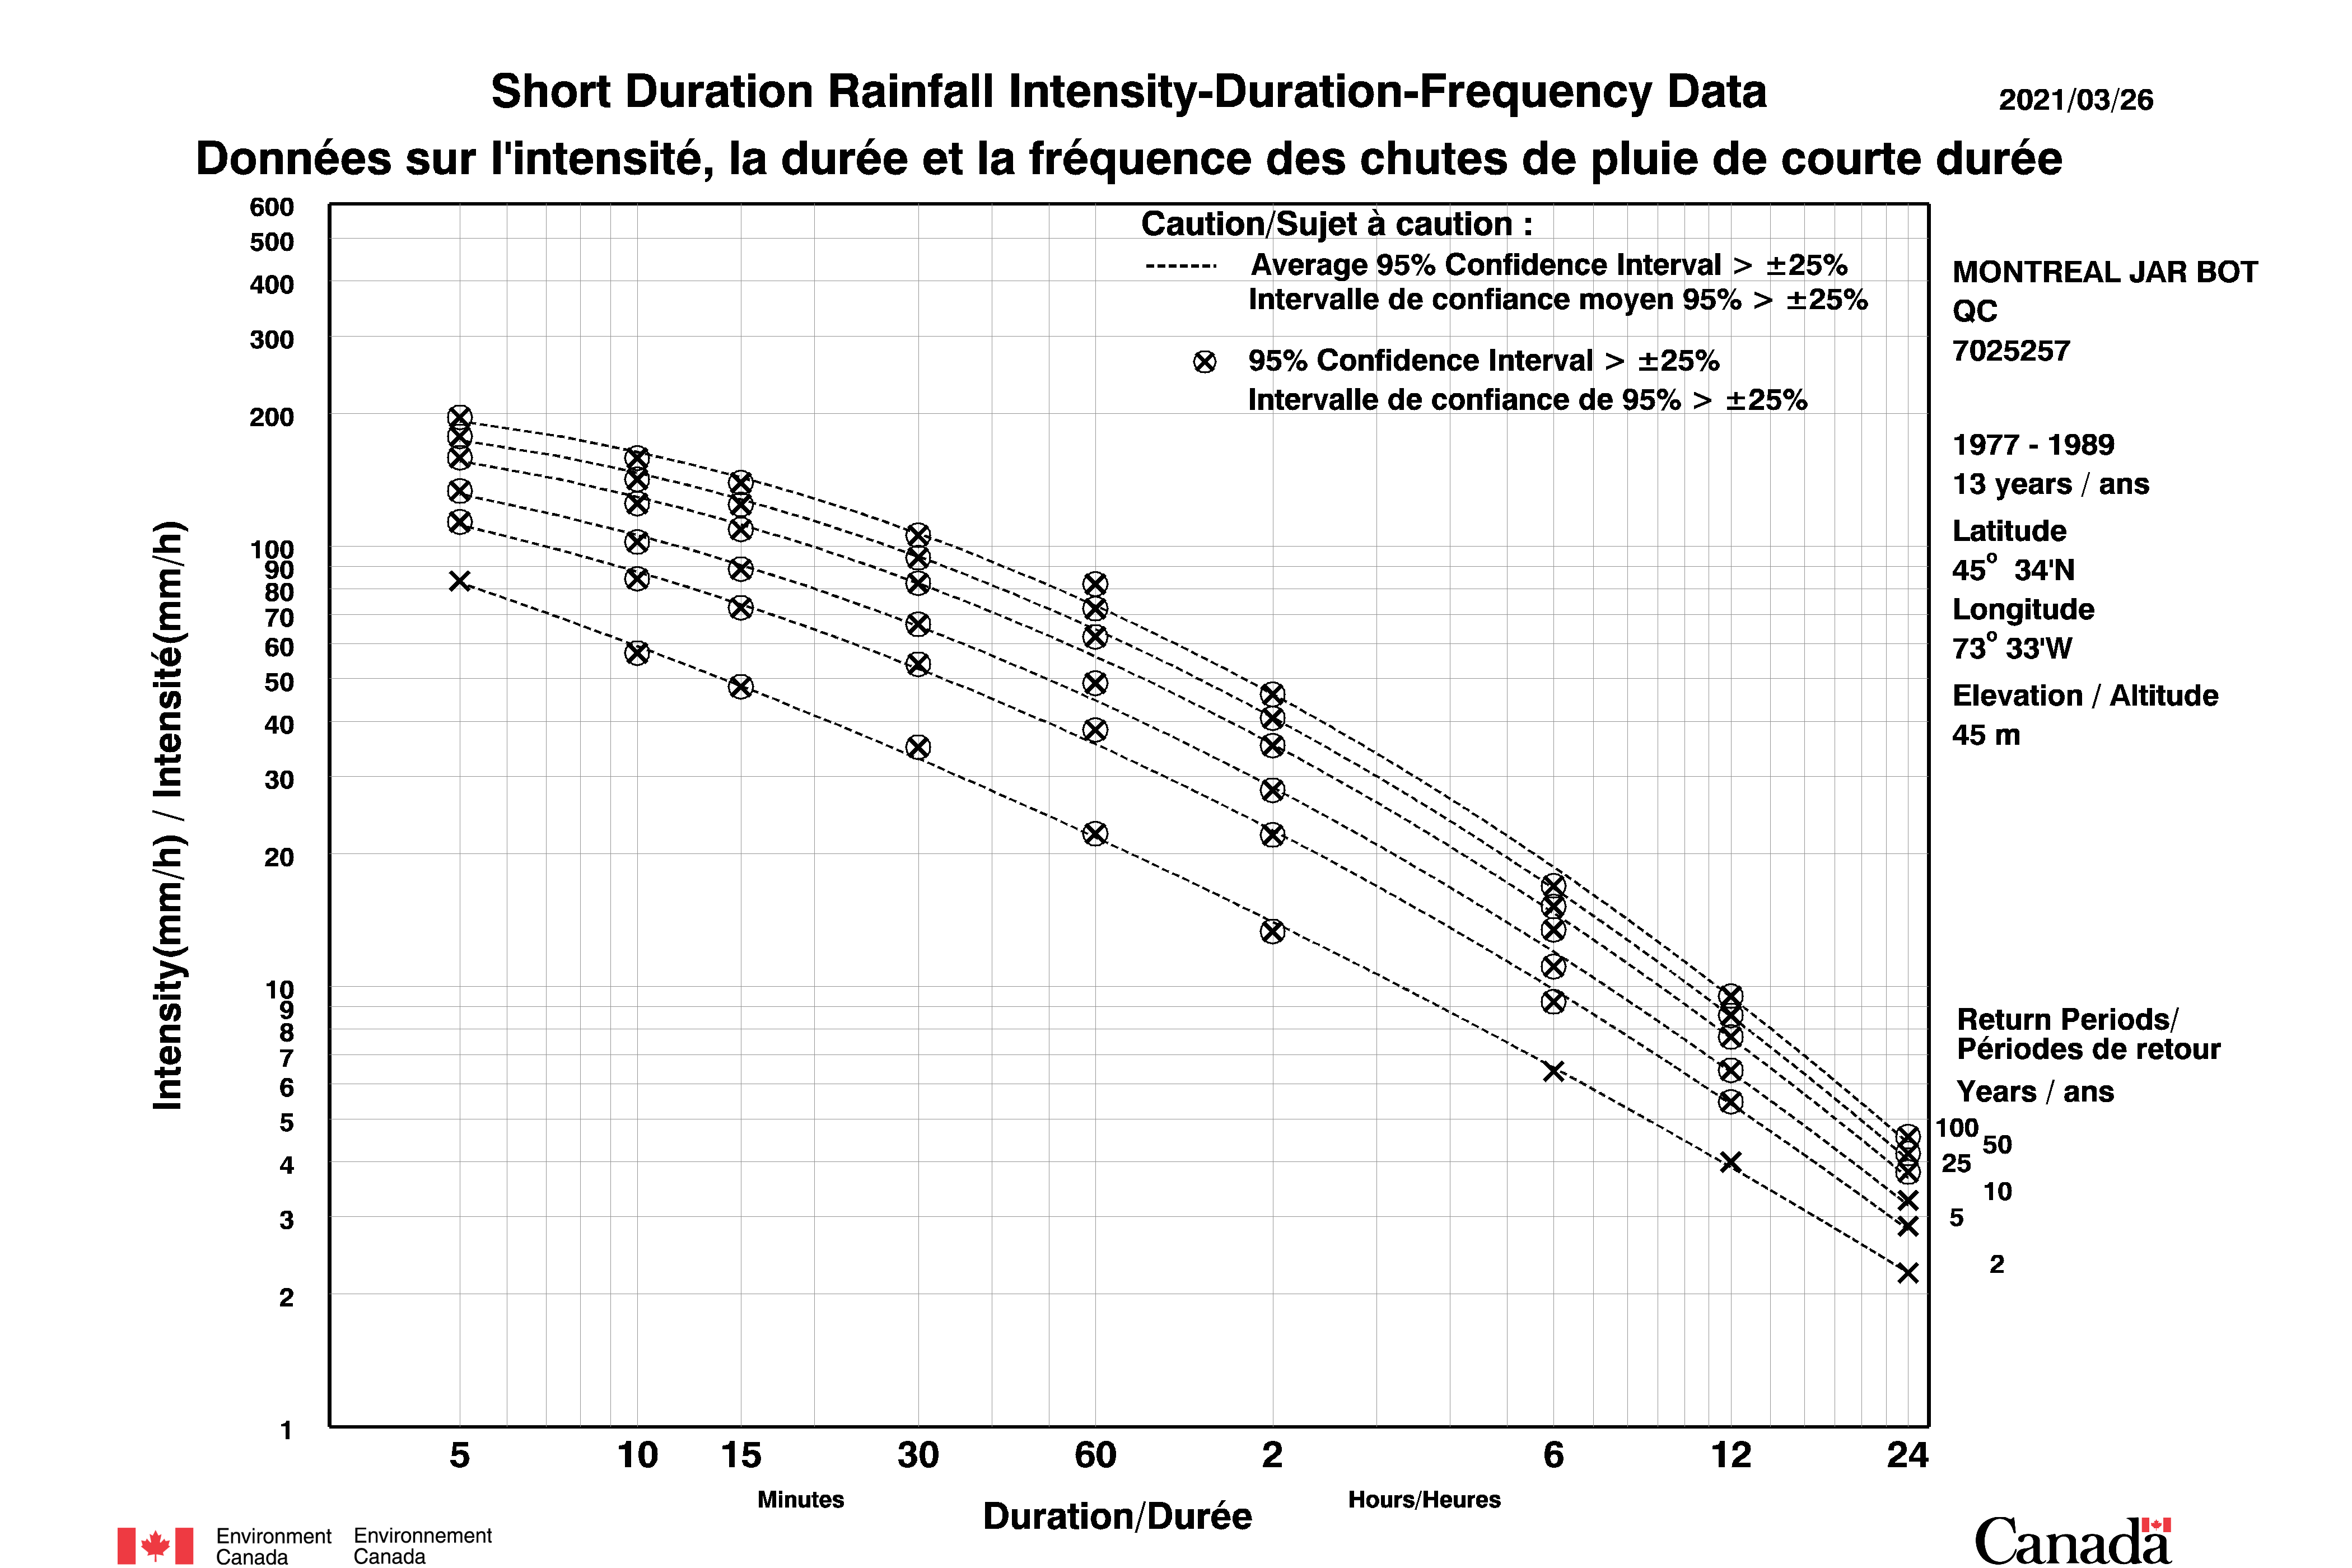 Short Duration Rainfall Intensity-Duration-Frequency Data
2021/03/26
Données sur l'intensité, la durée et la fréquence des chutes de pluie de courte durée
Caution/Sujet à caution :
Average 95% Confidence Interval > ±25%
Intervalle de confiance moyen 95% > ±25%
95% Confidence Interval > ±25%
Intervalle de confiance de 95% > ±25%
MONTREAL JAR BOT
QC
7025257
1977 - 1989
13 years / ans
Latitude
45° 34'N
Longitude
73° 33'W
Elevation / Altitude
45 m
Return Periods/
Périodes de retour
Years / ans
100
50
25
10
5
2
Intensity(mm/h) / Intensité(mm/h)
600
500
400
300
200
100
90
80
70
60
50
40
30
20
10
9
8
7
6
5
4
3
2
1
5 10 15 30 60 2 6 12 24
Minutes
Hours/Heures
Duration/Durée
Environment Environnement
Canada Canada
Canada